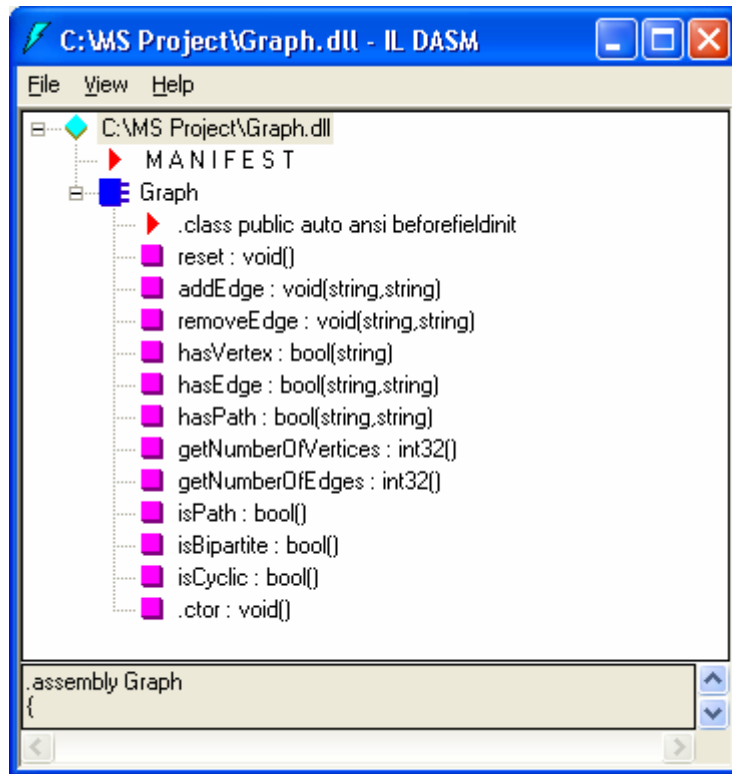 C:\MS Project\Graph.dll - IL DASM
File View Help
C:\MS Project\Graph.dll
M A N I F E S T
Graph
.class public auto ansi beforefieldinit
reset : void()
addEdge : void(string,string)
removeEdge : void(string,string)
hasVertex : bool(string)
hasEdge : bool(string,string)
hasPath : bool(string,string)
getNumberOfVertices : int32()
getNumberOfEdges : int32()
isPath : bool()
isBipartite : bool()
isCyclic : bool()
.ctor : void()
.assembly Graph
{